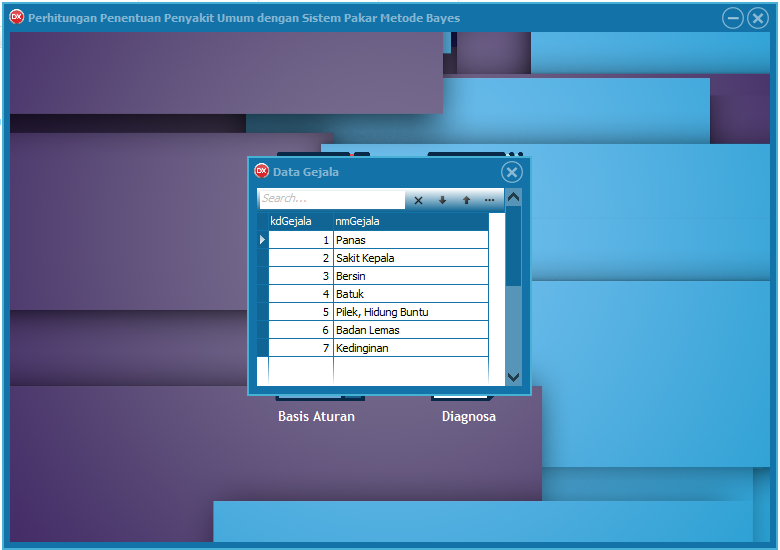 DX Perhitungan Penentuan Penyakit Umum dengan Sistem Pakar Metode Bayes
DX Data Gejala
Search...
kdGejala nmGejala
1 Panas
2 Sakit Kepala
3 Bersin
4 Batuk
5 Pilek, Hidung Buntu
6 Badan Lemas
7 Kedinginan
Basis Aturan Diagnosa